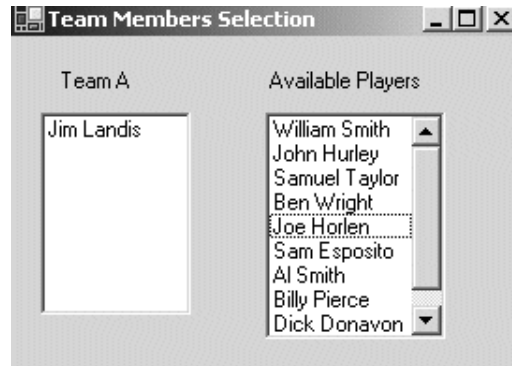 Team Members Selection
Team A
Available Players
Jim Landis
William Smith
John Hurley
Samuel Taylor
Ben Wright
Joe Horlen
Sam Esposito
Al Smith
Billy Pierce
Dick Donavon